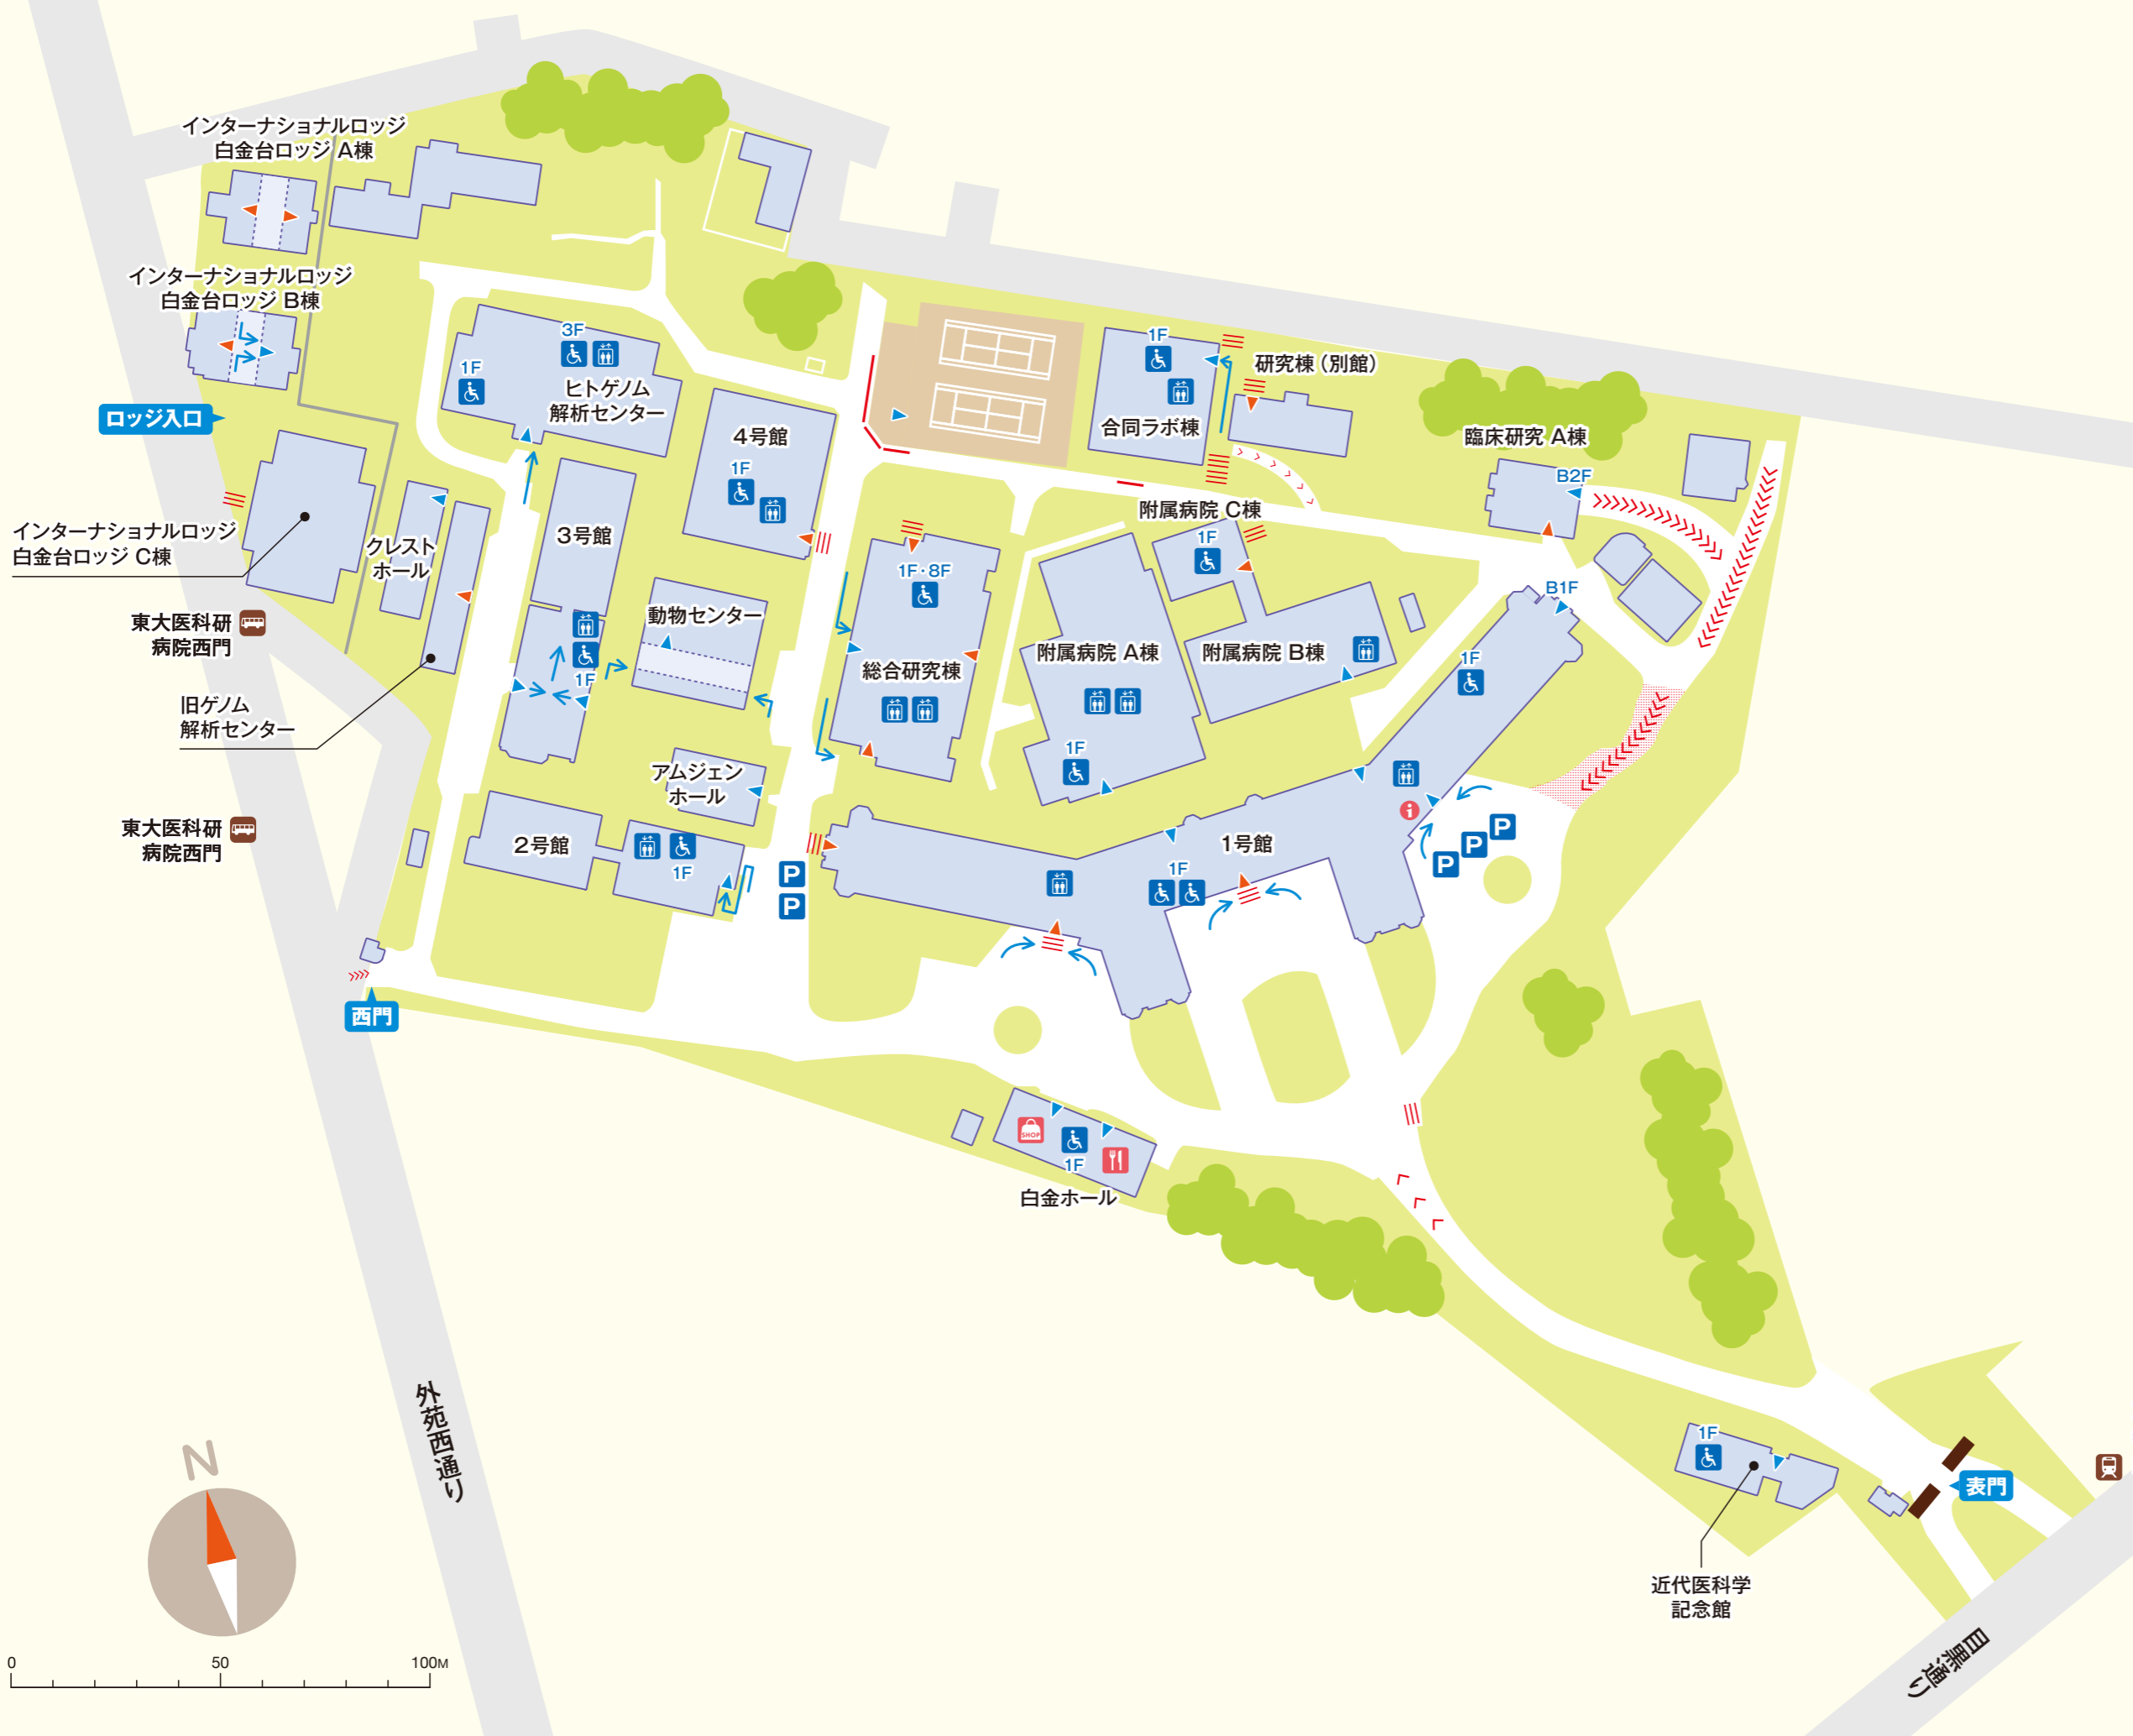 インターナショナルロッジ
白金台ロッジ A棟
インターナショナルロッジ
白金台ロッジ B棟
3F
1F
ヒトゲノム
解析センター
ロッジ入口
4号館
1F
1F
合同ラボ棟
研究棟（別館）
臨床研究 A棟
B2F
インターナショナルロッジ
白金台ロッジ C棟
クレスト
ホール
3号館
附属病院 C棟
1F
1F・8F
B1F
東大医科研
病院西門
動物センター
総合研究棟
附属病院 A棟
附属病院 B棟
1F
1F
旧ゲノム
解析センター
アムジェン
ホール
1F
東大医科研
病院西門
2号館
1F
1号館
1F
P
P
P
P
P
西門
SHOP
1F
白金ホール
外苑西通り
N
1F
表門
近代医科学
記念館
目黒通り
0
50
100M